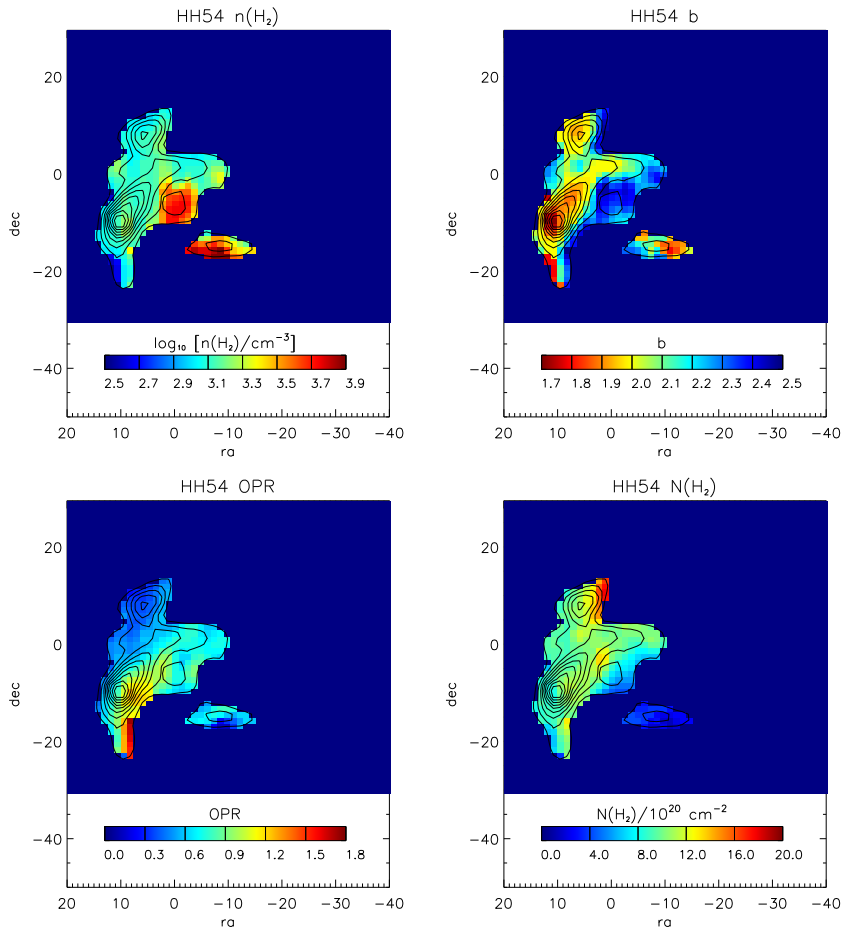 HH54 n(H₂)
20
0
−20
−40
dec
log₁₀ [n(H₂)/cm⁻³]
2.5 2.7 2.9 3.1 3.3 3.5 3.7 3.9
20 10 0 −10 −20 −30 −40
ra
HH54 b
20
0
−20
−40
dec
b
1.7 1.8 1.9 2.0 2.1 2.2 2.3 2.4 2.5
20 10 0 −10 −20 −30 −40
ra
HH54 OPR
20
0
−20
−40
dec
OPR
0.0 0.3 0.6 0.9 1.2 1.5 1.8
20 10 0 −10 −20 −30 −40
ra
HH54 N(H₂)
20
0
−20
−40
dec
N(H₂)/10²⁰ cm⁻²
0.0 4.0 8.0 12.0 16.0 20.0
20 10 0 −10 −20 −30 −40
ra